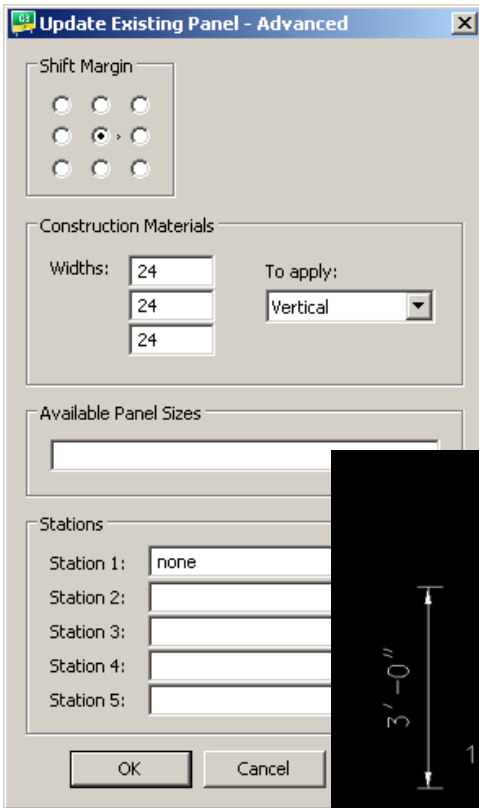 Update Existing Panel - Advanced
Shift Margin
Construction Materials
Widths: 24 To apply:
24 Vertical
24
Available Panel Sizes
Stations
Station 1: none
Station 2:
Station 3:
Station 4:
Station 5:
OK Cancel
3'-0"
1